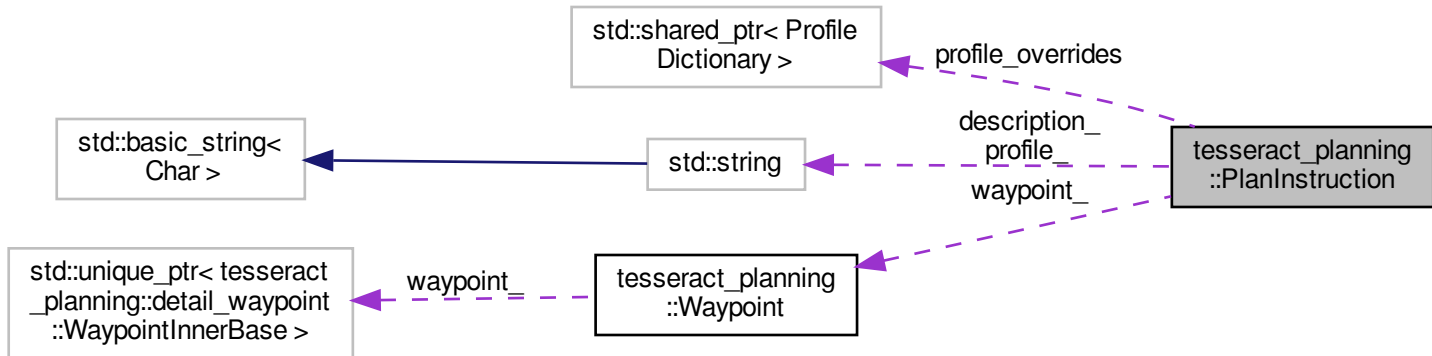 std::shared_ptr< Profile
Dictionary >
profile_overrides
std::basic_string<
Char >
std::string
description_
profile_
tesseract_planning
::PlanInstruction
waypoint_
std::unique_ptr< tesseract
_planning::detail_waypoint
::WaypointInnerBase >
waypoint_
tesseract_planning
::Waypoint